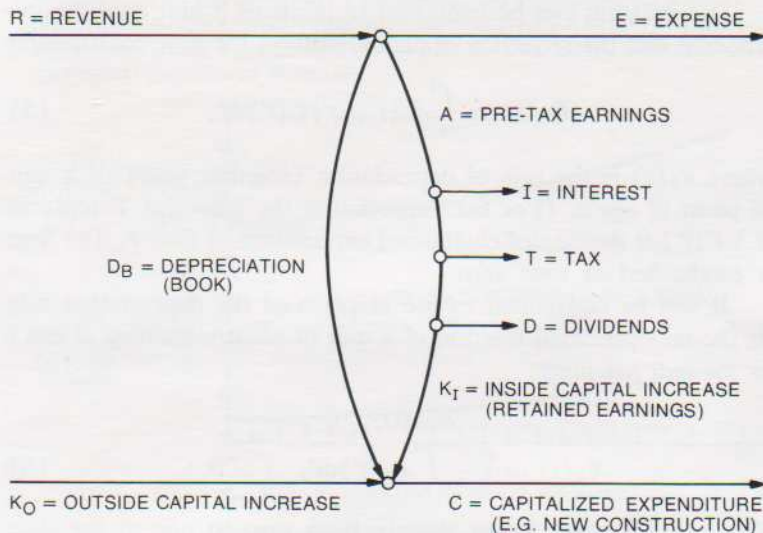 R = REVENUE
E = EXPENSE
A = PRE-TAX EARNINGS
I = INTEREST
D_B = DEPRECIATION
(BOOK)
T = TAX
D = DIVIDENDS
K_I = INSIDE CAPITAL INCREASE
(RETAINED EARNINGS)
K_O = OUTSIDE CAPITAL INCREASE
C = CAPITALIZED EXPENDITURE
(E.G. NEW CONSTRUCTION)